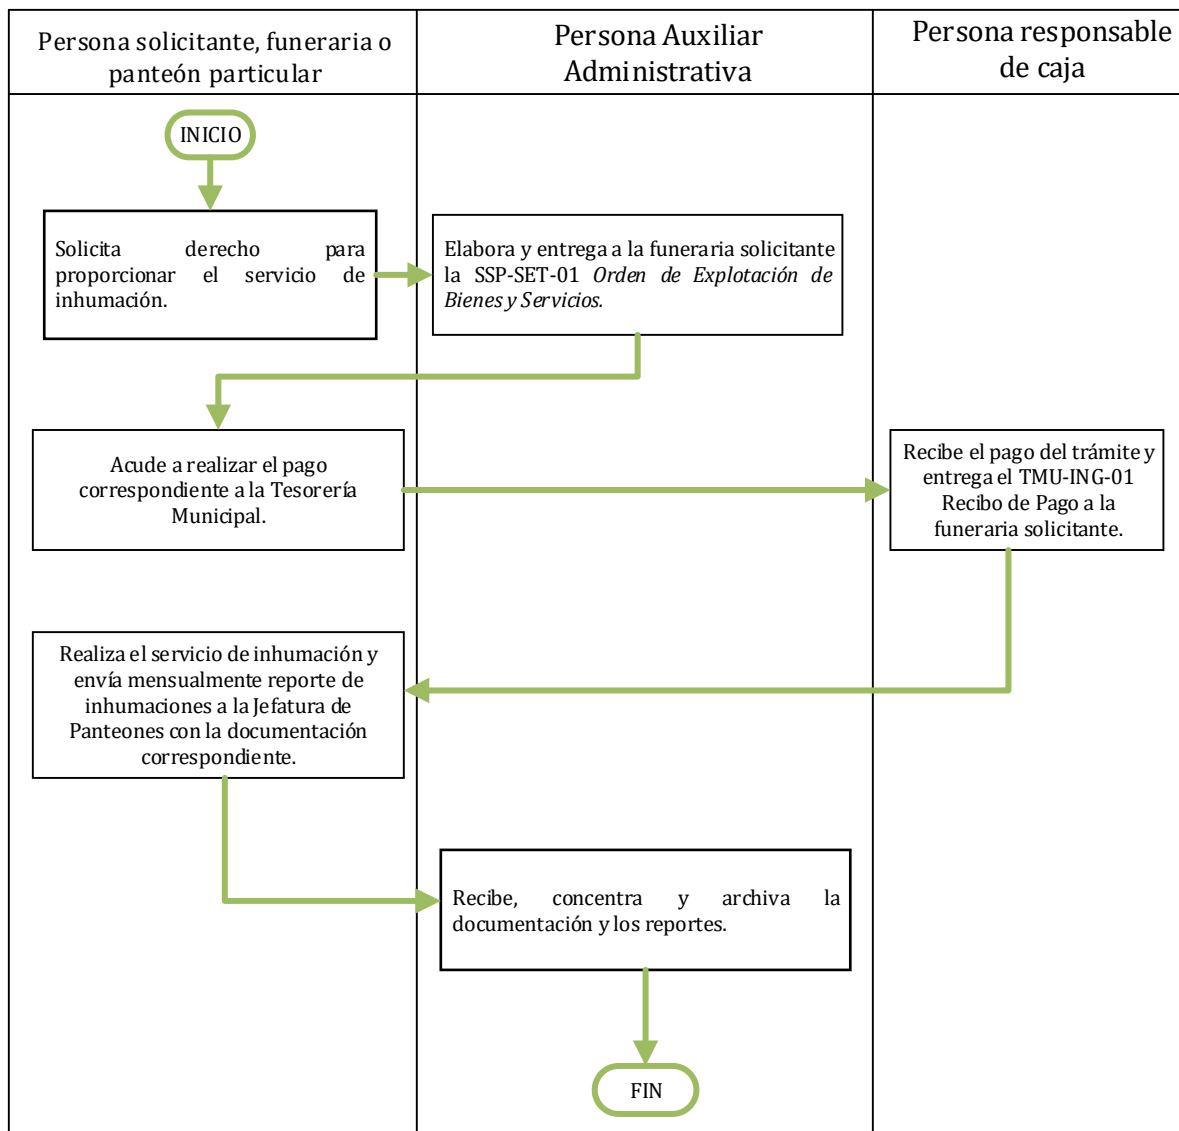 Persona solicitante, funeraria o
panteón particular
Persona Auxiliar
Administrativa
Persona responsable
de caja
INICIO
Solicita derecho para
proporcionar el servicio de
inhumación.
Elabora y entrega a la funeraria solicitante
la SSP-SET-01 Orden de Explotación de
Bienes y Servicios.
Acude a realizar el pago
correspondiente a la Tesorería
Municipal.
Recibe el pago del trámite y
entrega el TMU-ING-01
Recibo de Pago a la
funeraria solicitante.
Realiza el servicio de inhumación y
envía mensualmente reporte de
inhumaciones a la Jefatura de
Panteones con la documentación
correspondiente.
Recibe, concentra y archiva la
documentación y los reportes.
FIN